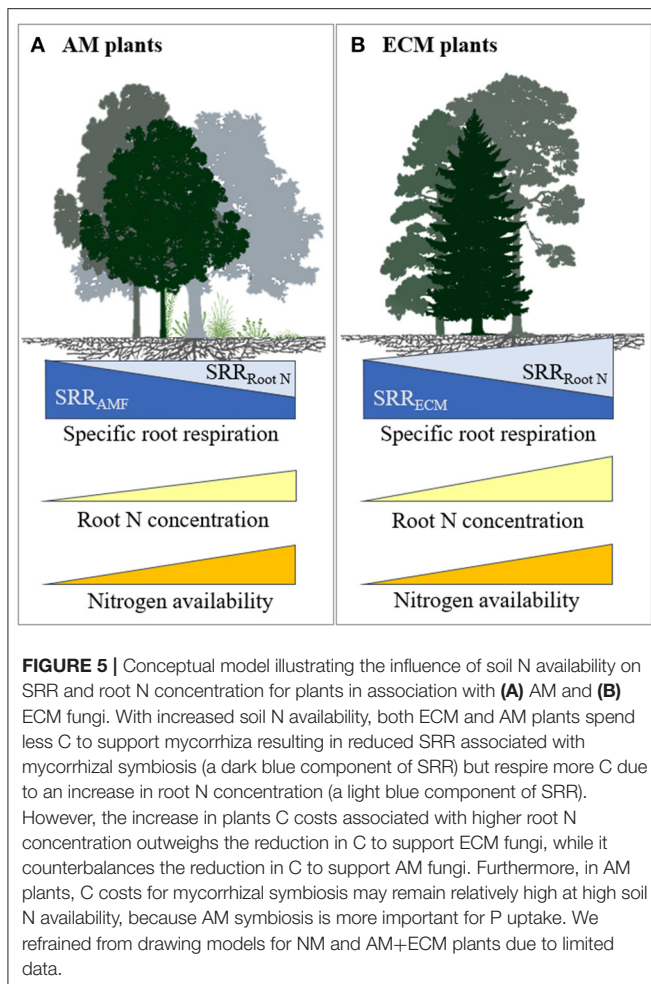 A AM plants
B ECM plants
SRR_Root N
SRR_AMF
Specific root respiration
Root N concentration
Nitrogen availability
SRR_Root N
SRR_ECM
Specific root respiration
Root N concentration
Nitrogen availability
FIGURE 5 | Conceptual model illustrating the influence of soil N availability on
SRR and root N concentration for plants in association with (A) AM and (B)
ECM fungi. With increased soil N availability, both ECM and AM plants spend
less C to support mycorrhiza resulting in reduced SRR associated with
mycorrhizal symbiosis (a dark blue component of SRR) but respire more C due
to an increase in root N concentration (a light blue component of SRR).
However, the increase in plants C costs associated with higher root N
concentration outweighs the reduction in C to support ECM fungi, while it
counterbalances the reduction in C to support AM fungi. Furthermore, in AM
plants, C costs for mycorrhizal symbiosis may remain relatively high at high soil
N availability, because AM symbiosis is more important for P uptake. We
refrained from drawing models for NM and AM+ECM plants due to limited
data.